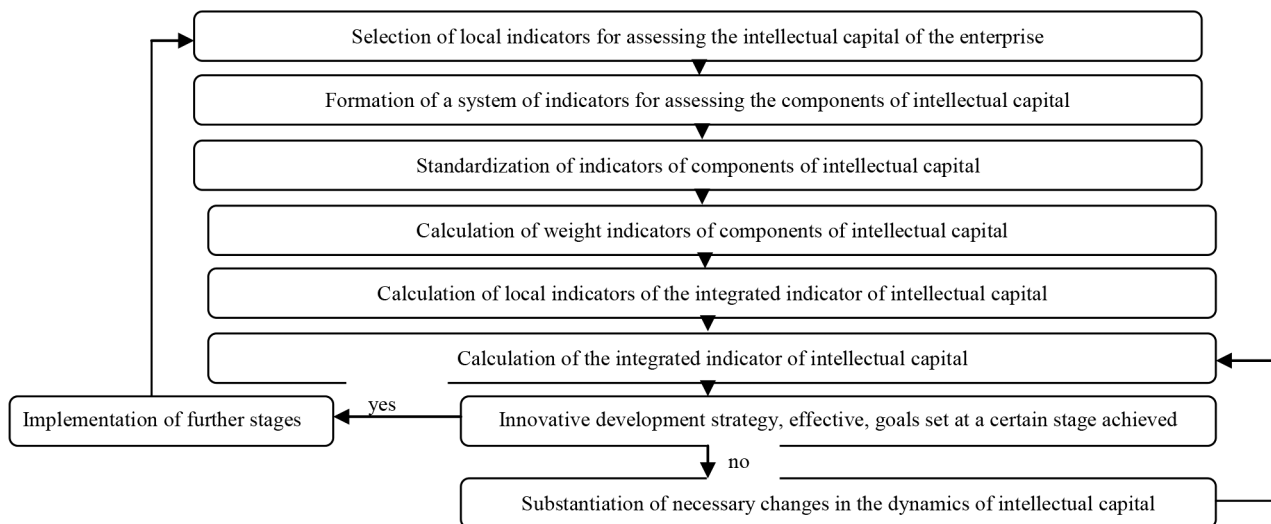 Selection of local indicators for assessing the intellectual capital of the enterprise
Formation of a system of indicators for assessing the components of intellectual capital
Standardization of indicators of components of intellectual capital
Calculation of weight indicators of components of intellectual capital
Calculation of local indicators of the integrated indicator of intellectual capital
Calculation of the integrated indicator of intellectual capital
Implementation of further stages
yes
Innovative development strategy, effective, goals set at a certain stage achieved
no
Substantiation of necessary changes in the dynamics of intellectual capital